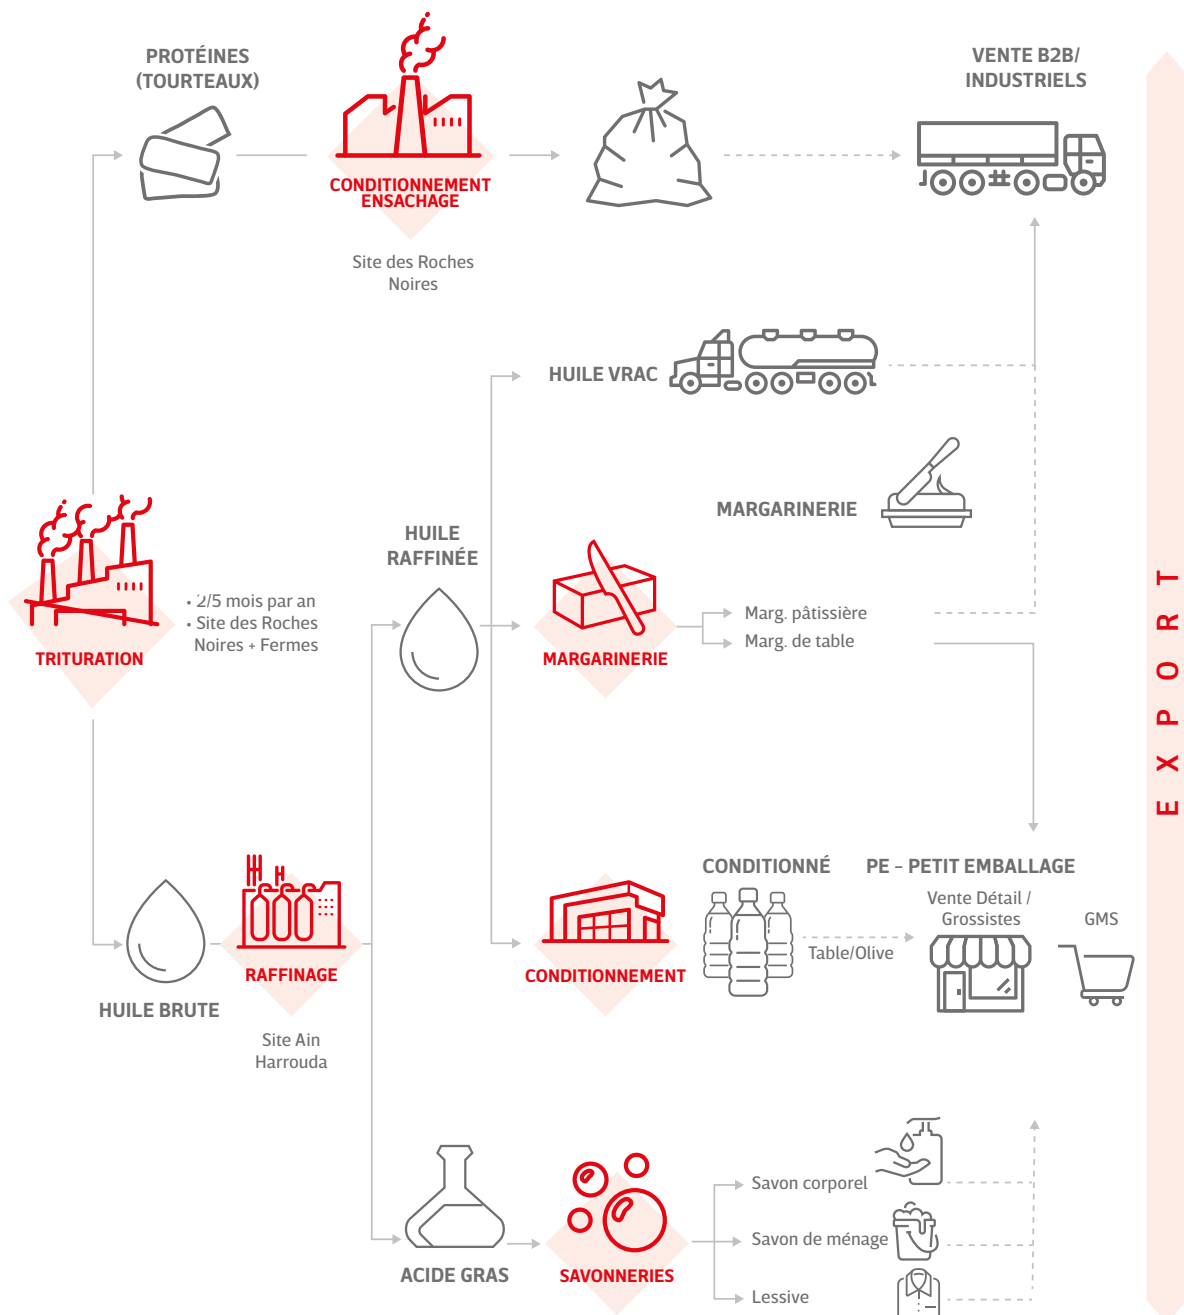 PROTÉINES
(TOURTEAUX)
CONDITIONNEMENT
ENSACHAGE
Site des Roches
Noires
VENTE B2B/
INDUSTRIELS
HUILE VRAC
MARGARINERIE
HUILE
RAFFINÉE
• 2/5 mois par an
• Site des Roches
Noires + Fermes
TRITURATION
MARGARINERIE
Marg. pâtissière
Marg. de table
EXPORT
HUILE BRUTE
RAFFINAGE
Site Ain
Harrouda
CONDITIONNEMENT
CONDITIONNÉ
Table/Olive
PE – PETIT EMBALLAGE
Vente Détail /
Grossistes
GMS
ACIDE GRAS
SAVONNERIES
Savon corporel
Savon de ménage
Lessive